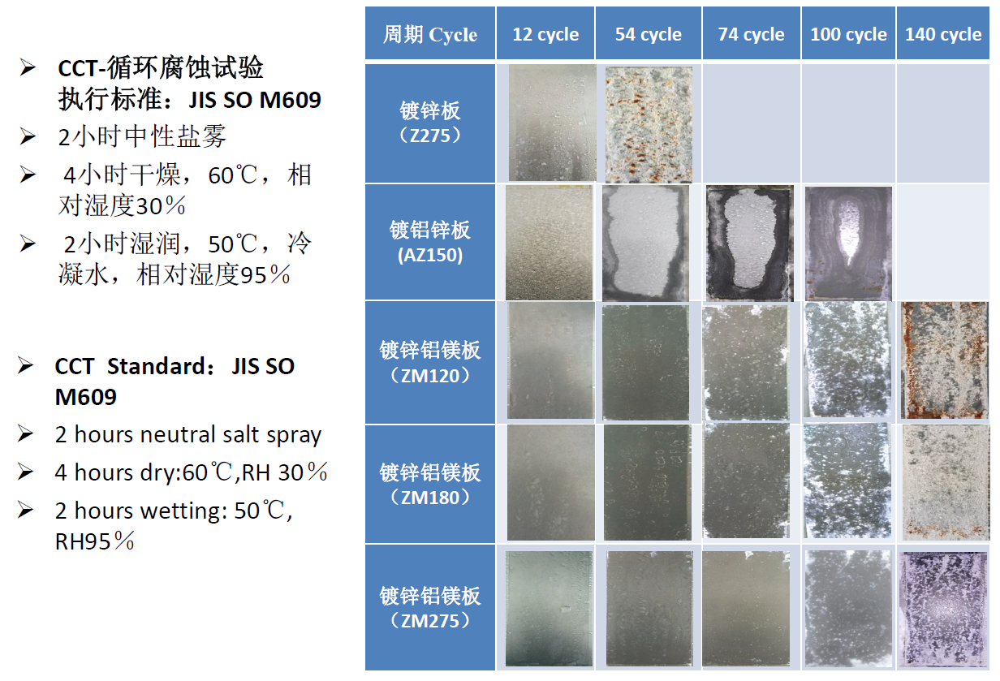 CCT-循环腐蚀试验
执行标准：JIS SO M609
2小时中性盐雾
4小时干燥，60℃，相
对湿度30％
2小时湿润，50℃，冷
凝水，相对湿度95％
CCT Standard：JIS SO
M609
2 hours neutral salt spray
4 hours dry:60℃,RH 30％
2 hours wetting: 50℃,
RH95％
周期 Cycle
12 cycle
54 cycle
74 cycle
100 cycle
140 cycle
镀锌板
（Z275）
镀铝锌板
(AZ150)
镀锌铝镁板
（ZM120）
镀锌铝镁板
（ZM180）
镀锌铝镁板
（ZM275）